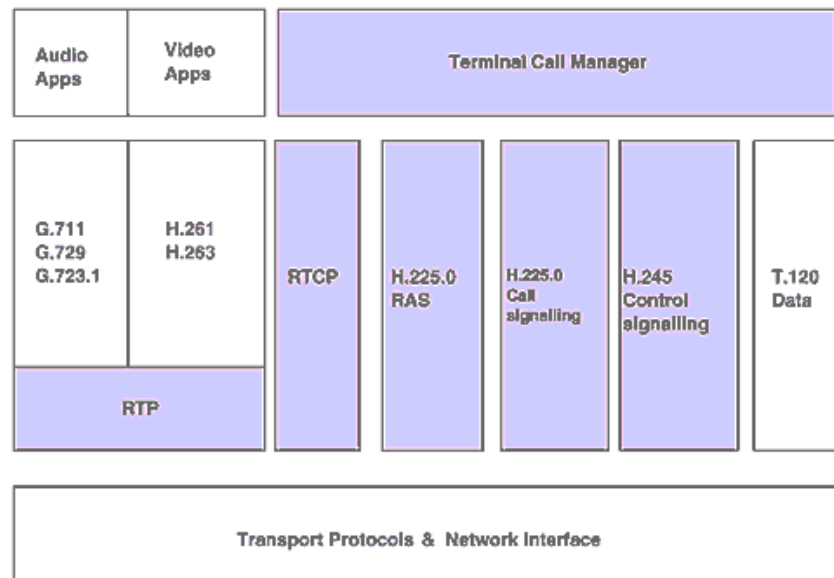 Audio
Apps
Video
Apps
Terminal Call Manager
G.711
G.729
G.723.1
H.261
H.263
RTP
RTCP
H.225.0
RAS
H.225.0
Call
signalling
H.245
Control
signalling
T.120
Data
Transport Protocols & Network Interface